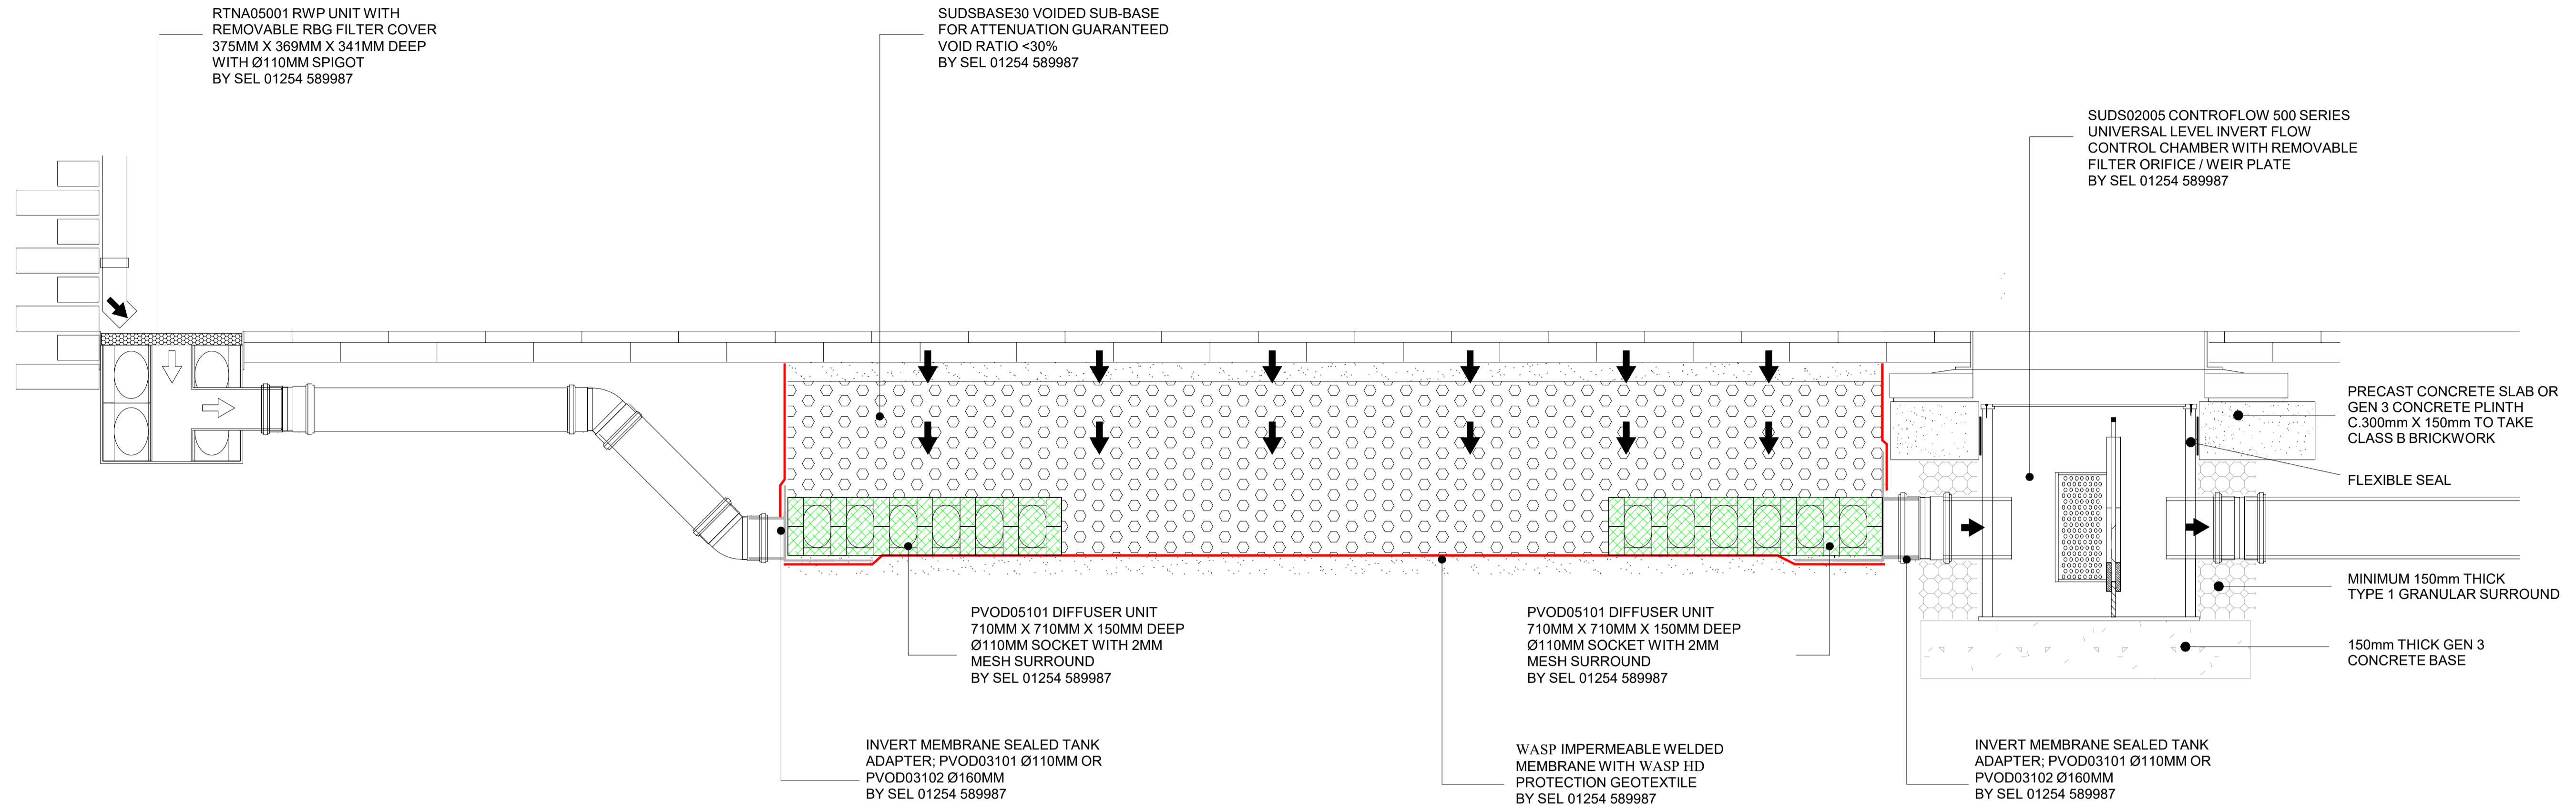 RTNA05001 RWP UNIT WITH
REMOVABLE RBG FILTER COVER
375MM X 369MM X 341MM DEEP
WITH Ø110MM SPIGOT
BY SEL 01254 589987
SUDSBASE30 VOIDED SUB-BASE
FOR ATTENUATION GUARANTEED
VOID RATIO <30%
BY SEL 01254 589987
SUDS02005 CONTROFLOW 500 SERIES
UNIVERSAL LEVEL INVERT FLOW
CONTROL CHAMBER WITH REMOVABLE
FILTER ORIFICE / WEIR PLATE
BY SEL 01254 589987
PRECAST CONCRETE SLAB OR
GEN 3 CONCRETE PLINTH
C.300mm X 150mm TO TAKE
CLASS B BRICKWORK
FLEXIBLE SEAL
MINIMUM 150mm THICK
TYPE 1 GRANULAR SURROUND
150mm THICK GEN 3
CONCRETE BASE
PVOD05101 DIFFUSER UNIT
710MM X 710MM X 150MM DEEP
Ø110MM SOCKET WITH 2MM
MESH SURROUND
BY SEL 01254 589987
PVOD05101 DIFFUSER UNIT
710MM X 710MM X 150MM DEEP
Ø110MM SOCKET WITH 2MM
MESH SURROUND
BY SEL 01254 589987
INVERT MEMBRANE SEALED TANK
ADAPTER; PVOD03101 Ø110MM OR
PVOD03102 Ø160MM
BY SEL 01254 589987
WASP IMPERMEABLE WELDED
MEMBRANE WITH WASP HD
PROTECTION GEOTEXTILE
BY SEL 01254 589987
INVERT MEMBRANE SEALED TANK
ADAPTER; PVOD03101 Ø110MM OR
PVOD03102 Ø160MM
BY SEL 01254 589987